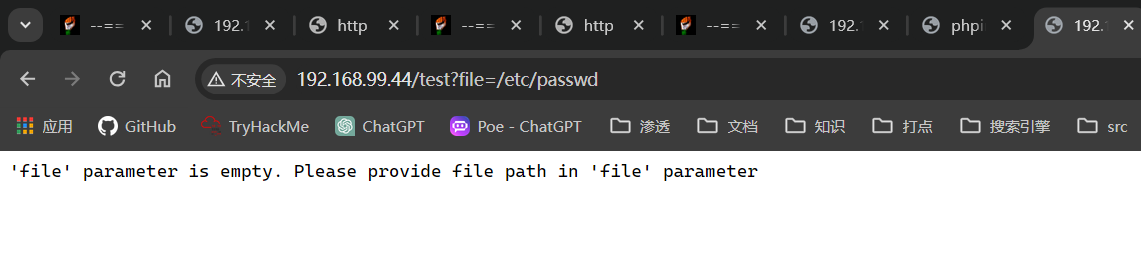 --== 192.1 http --== http --== 192.1 phpi 192.1
不安全 192.168.99.44/test?file=/etc/passwd
应用 GitHub TryHackMe ChatGPT Poe - ChatGPT 渗透 文档 知识 打点 搜索引擎 src
'file' parameter is empty. Please provide file path in 'file' parameter